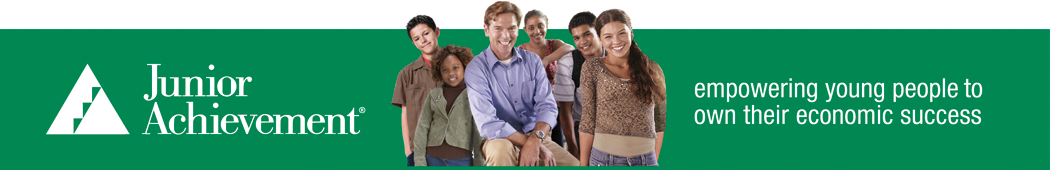 Junior
Achievement®
empowering young people to
own their economic success